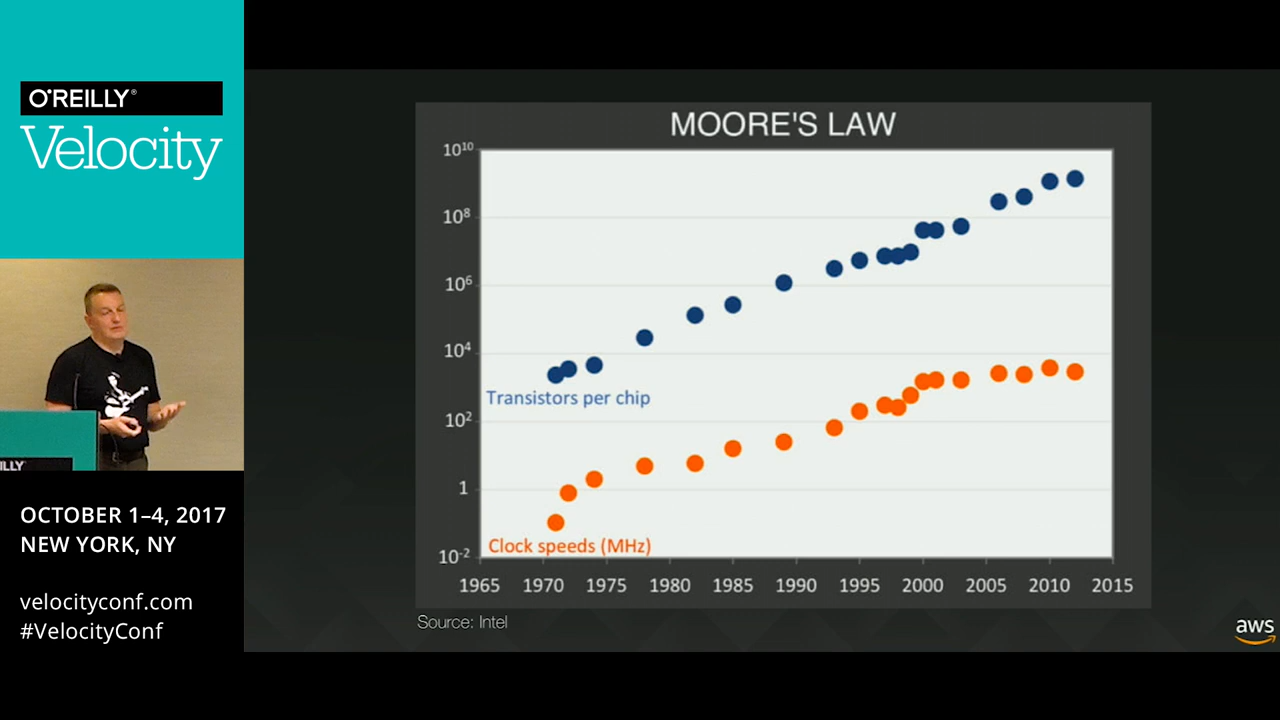 O'REILLY®
Velocity
ILLY
OCTOBER 1–4, 2017
NEW YORK, NY
velocityconf.com
#VelocityConf
MOORE'S LAW
10¹⁰
10⁸
10⁶
10⁴
10²
1
10⁻²
Transistors per chip
Clock speeds (MHz)
1965 1970 1975 1980 1985 1990 1995 2000 2005 2010 2015
Source: Intel
aws